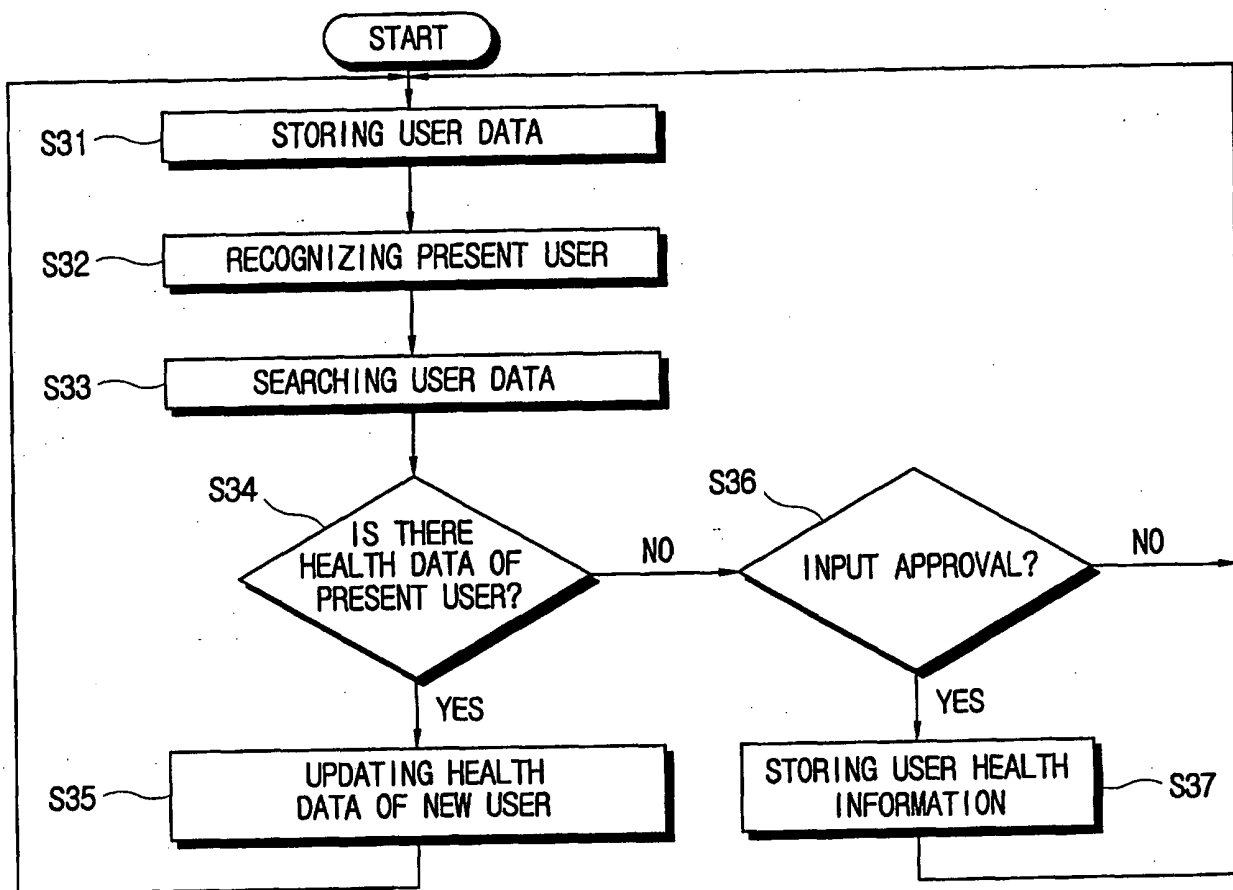 START
S31
STORING USER DATA
S32
RECOGNIZING PRESENT USER
S33
SEARCHING USER DATA
S34
IS THERE
HEALTH DATA OF
PRESENT USER?
NO
S36
INPUT APPROVAL?
NO
YES
YES
S35
UPDATING HEALTH
DATA OF NEW USER
STORING USER HEALTH
INFORMATION
S37